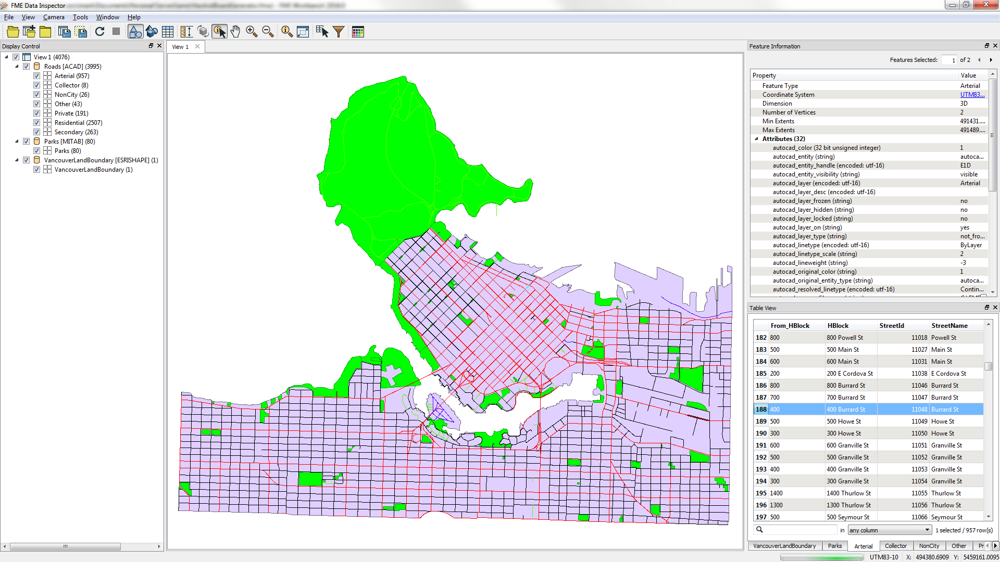 FME Data Inspector
File View Camera Tools Window Help
Display Control
View 1 (4076)
Roads [ACAD] (3995)
Arterial (957)
Collector (8)
NonCity (26)
Other (43)
Private (191)
Residential (2507)
Secondary (263)
Parks [MITAB] (80)
Parks (80)
VancouverLandBoundary [ESRISHAPE] (1)
VancouverLandBoundary (1)
View 1
Feature Information
Features Selected: 1 of 2
Property Value
Feature Type Arterial
Coordinate System UTM83...
Dimension 3D
Number of Vertices 2
Min Extents 491431....
Max Extents 491489....
Attributes (32)
autocad_color (32 bit unsigned integer) 1
autocad_entity (string) autoca...
autocad_entity_handle (encoded: utf-16) E1D
autocad_entity_visibility (string) visible
autocad_layer (encoded: utf-16) Arterial
autocad_layer_desc (encoded: utf-16)
autocad_layer_frozen (string) no
autocad_layer_hidden (string) no
autocad_layer_locked (string) no
autocad_layer_on (string) yes
autocad_layer_type (string) not_fro...
autocad_linetype (encoded: utf-16) ByLayer
autocad_linetype_scale (string) 2
autocad_lineweight (string) -3
autocad_original_color (string) 1
autocad_original_entity_type (string) autoca...
autocad_resolved_linetype (encoded: utf-16) Contin...
Table View
From_HBlock HBlock StreetId StreetName
182 800 800 Powell St 11018 Powell St
183 500 500 Main St 11027 Main St
184 600 600 Main St 11031 Main St
185 200 200 E Cordova St 11038 E Cordova St
186 800 800 Burrard St 11046 Burrard St
187 700 700 Burrard St 11047 Burrard St
188 400 400 Burrard St 11048 Burrard St
189 500 500 Howe St 11049 Howe St
190 300 300 Howe St 11050 Howe St
191 600 600 Granville St 11051 Granville St
192 500 500 Granville St 11052 Granville St
193 400 400 Granville St 11053 Granville St
194 300 300 Granville St 11054 Granville St
195 1400 1400 Thurlow St 11055 Thurlow St
196 1300 1300 Thurlow St 11056 Thurlow St
197 500 500 Seymour St 11066 Seymour St
in any column 1 selected / 957 row(s)
VancouverLandBoundary Parks Arterial Collector NonCity Other Pr
UTM83-10 X: 494380.6909 Y: 5459161.0095